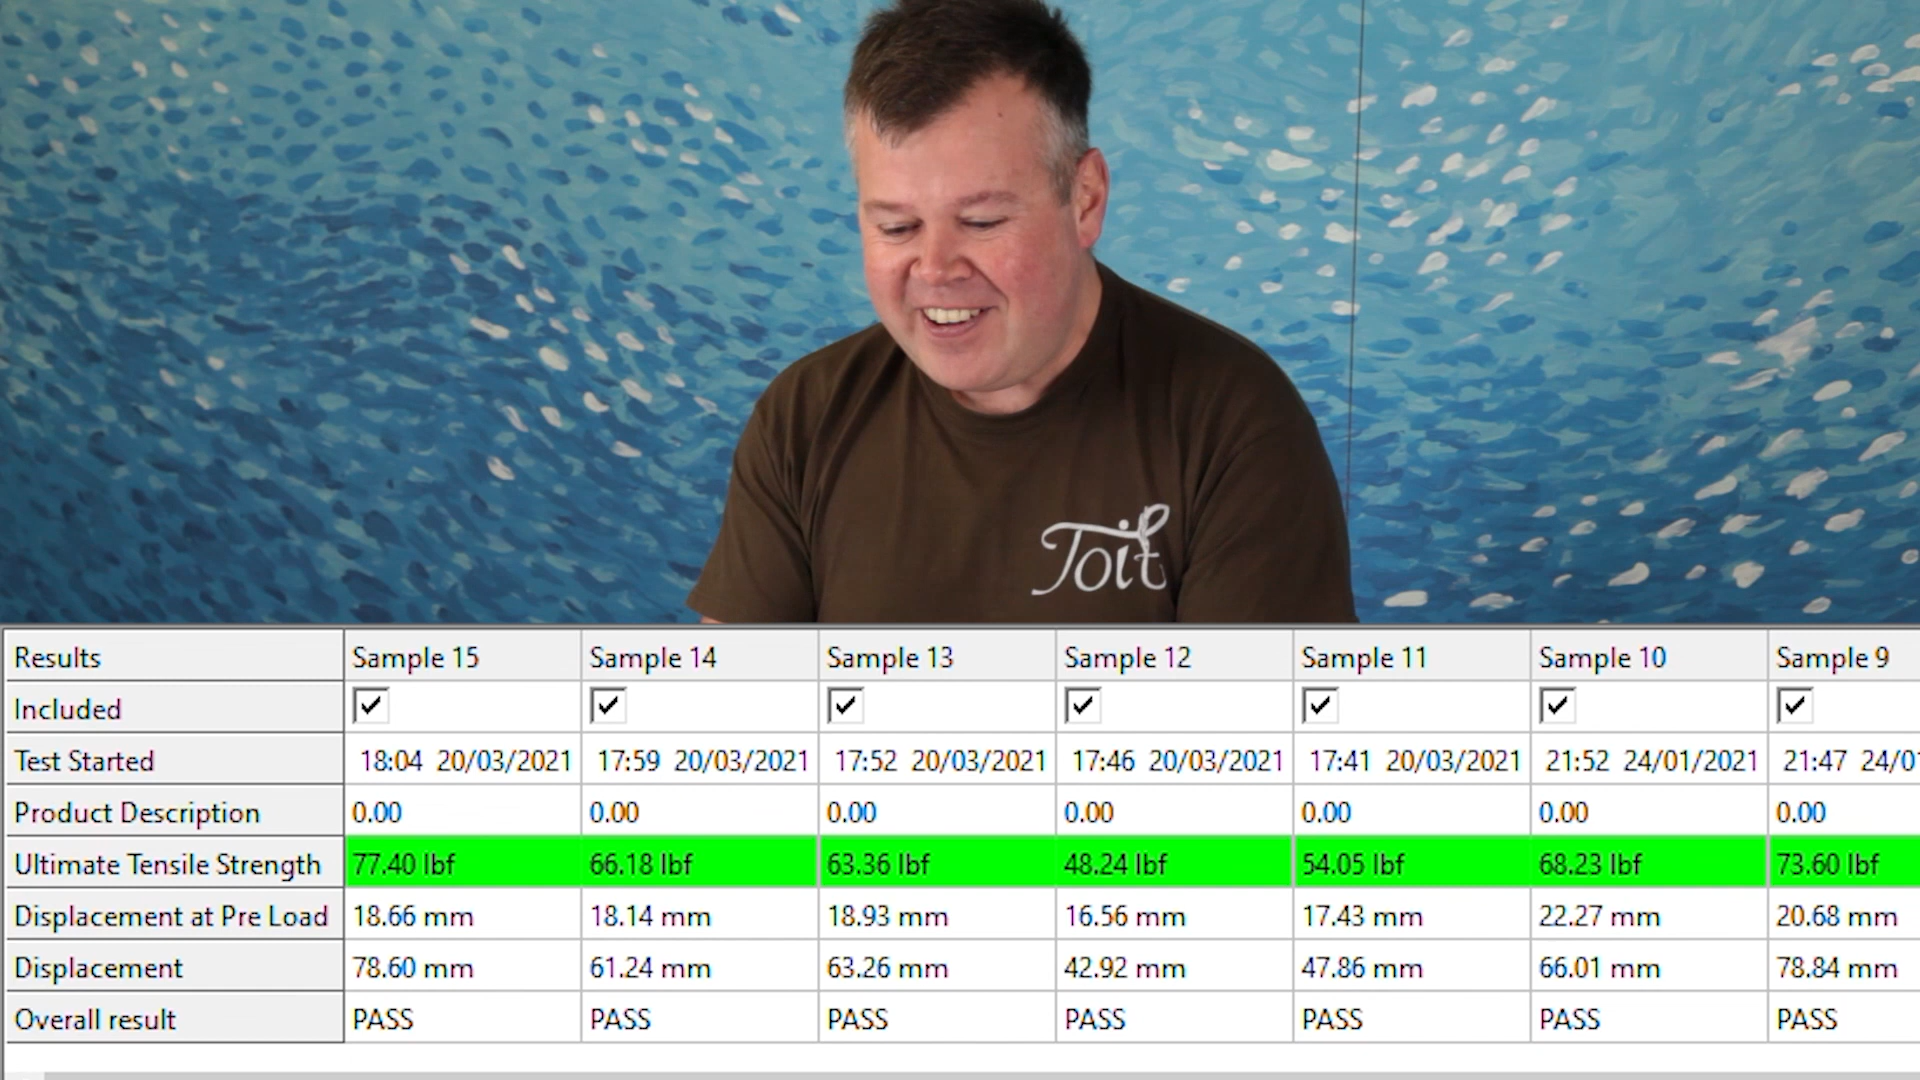 Toit
Results Sample 15 Sample 14 Sample 13 Sample 12 Sample 11 Sample 10 Sample 9
Included
Test Started 18:04 20/03/2021 17:59 20/03/2021 17:52 20/03/2021 17:46 20/03/2021 17:41 20/03/2021 21:52 24/01/2021 21:47 24/0
Product Description 0.00 0.00 0.00 0.00 0.00 0.00 0.00
Ultimate Tensile Strength 77.40 lbf 66.18 lbf 63.36 lbf 48.24 lbf 54.05 lbf 68.23 lbf 73.60 lbf
Displacement at Pre Load 18.66 mm 18.14 mm 18.93 mm 16.56 mm 17.43 mm 22.27 mm 20.68 mm
Displacement 78.60 mm 61.24 mm 63.26 mm 42.92 mm 47.86 mm 66.01 mm 78.84 mm
Overall result PASS PASS PASS PASS PASS PASS PASS